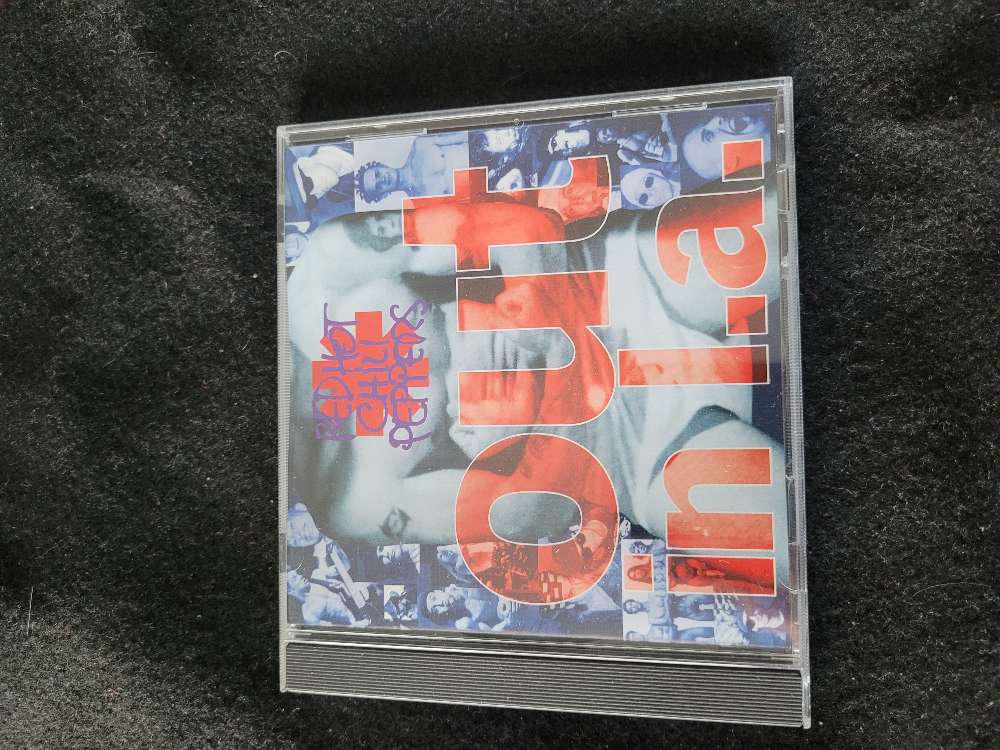 RED HOT
CHILI
PEPPERS
out
in l.a.